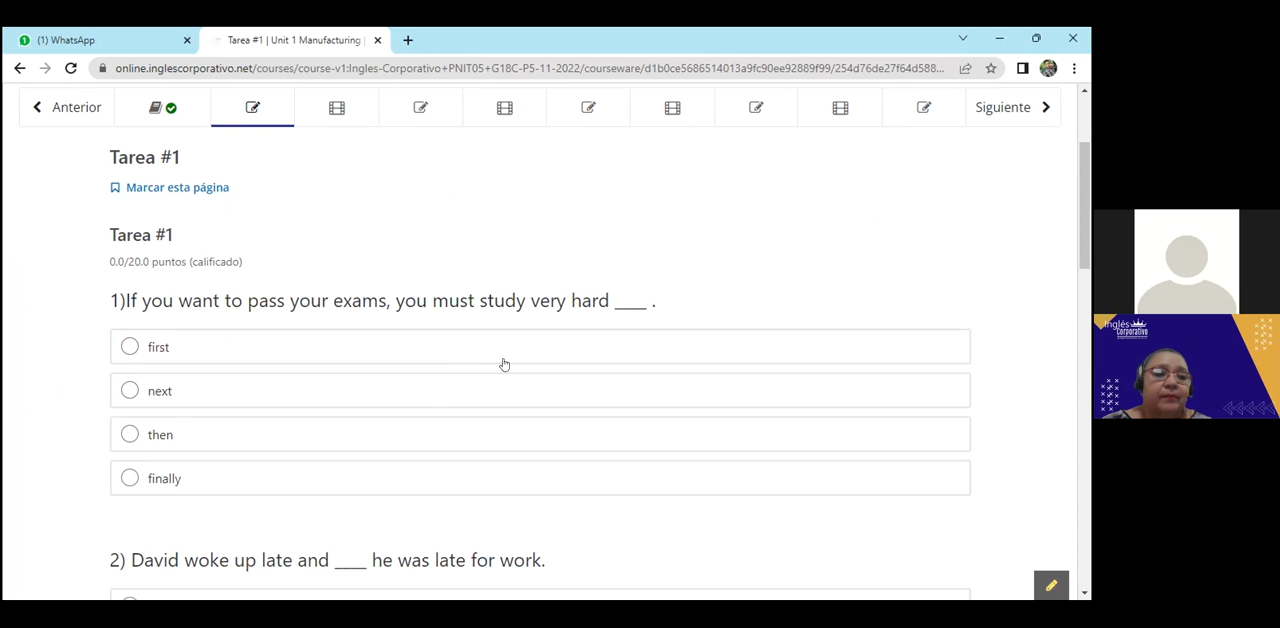 (1) WhatsApp
Tarea #1 | Unit 1 Manufacturing |
online.inglescorporativo.net/courses/course-v1:Ingles-Corporativo+PNIT05+G18C-P5-11-2022/courseware/d1b0ce5686514013a9fc90ee92889f99/254d76de27f64d588...
Anterior
Siguiente
Tarea #1
Marcar esta página
Tarea #1
0.0/20.0 puntos (calificado)
1)If you want to pass your exams, you must study very hard ____ .
first
next
then
finally
2) David woke up late and ____ he was late for work.
Inglés
Corporativo